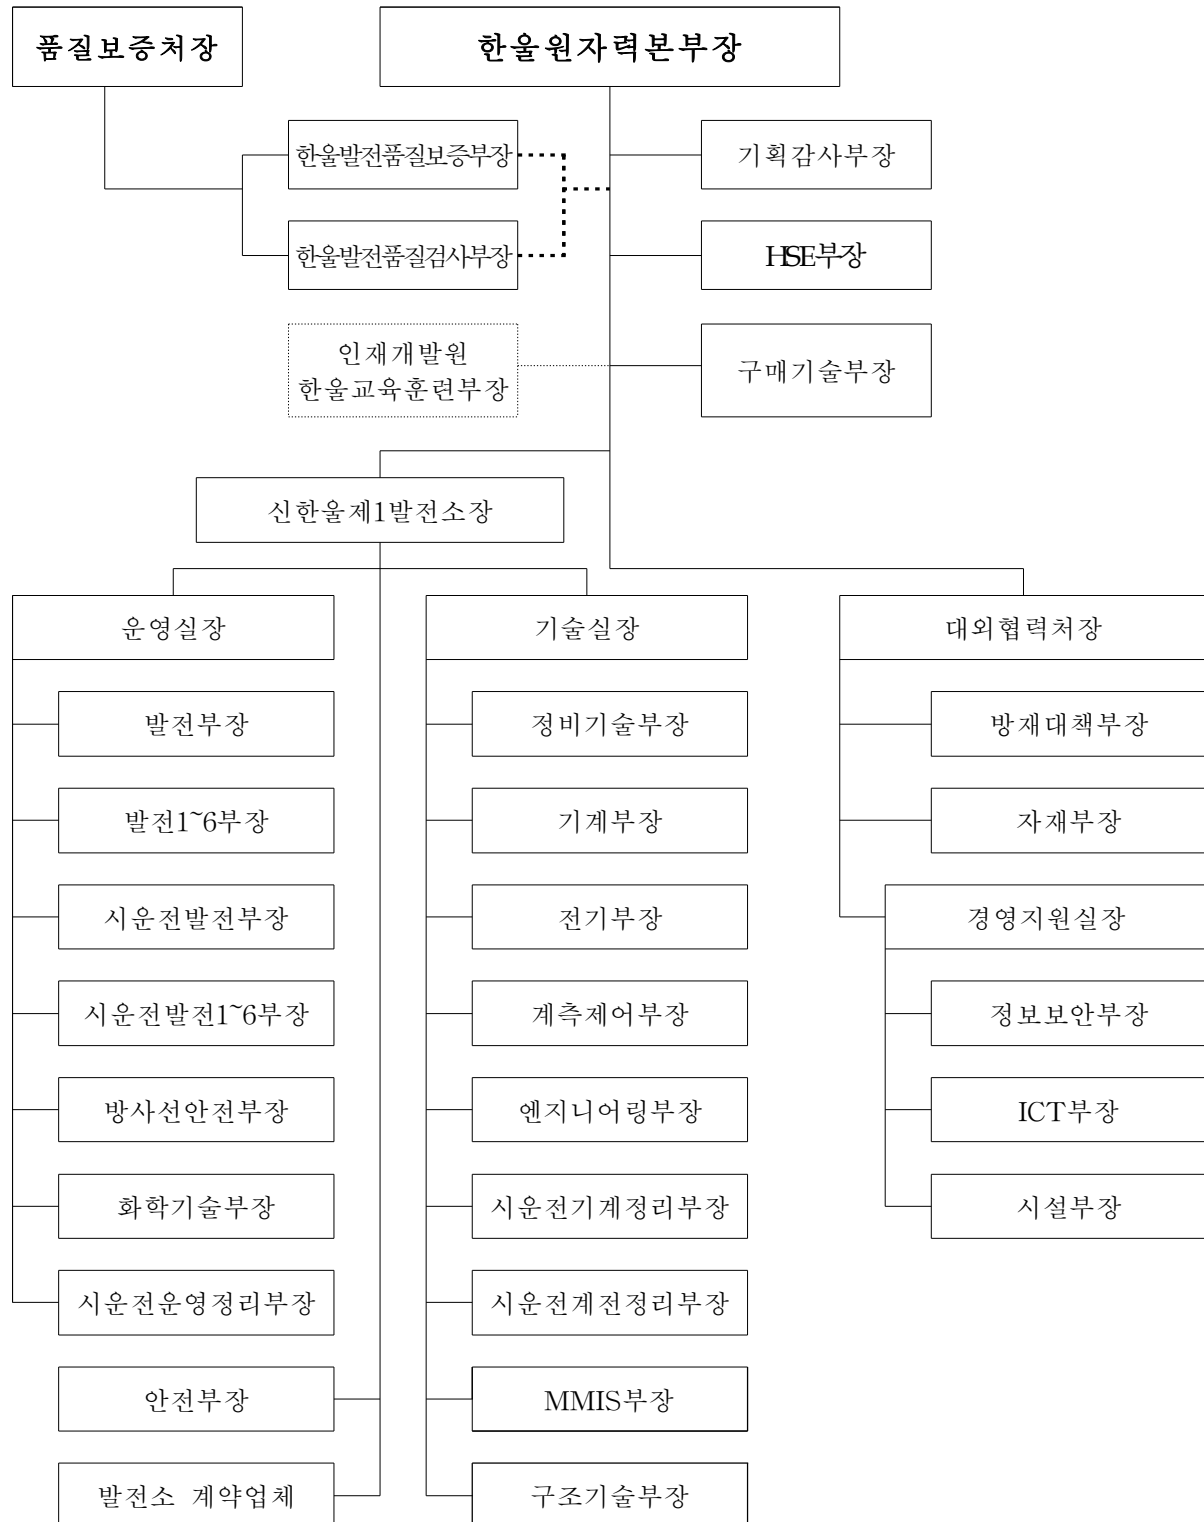 품질보증처장
한울원자력본부장
한울발전품질보증부장
기획감사부장
한울발전품질검사부장
HSE부장
인재개발원
한울교육훈련부장
구매기술부장
신한울제1발전소장
운영실장
기술실장
대외협력처장
발전부장
정비기술부장
방재대책부장
발전1~6부장
기계부장
자재부장
시운전발전부장
전기부장
경영지원실장
시운전발전1~6부장
계측제어부장
정보보안부장
방사선안전부장
엔지니어링부장
ICT부장
화학기술부장
시운전기계정리부장
시설부장
시운전운영정리부장
시운전계전정리부장
안전부장
MMIS부장
발전소 계약업체
구조기술부장